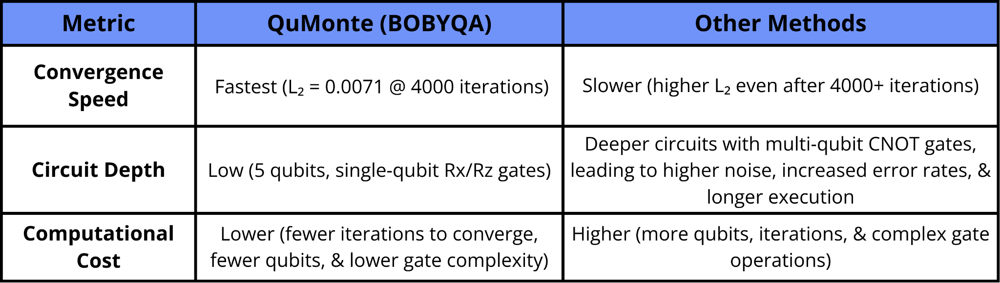 Metric
QuMonte (BOBYQA)
Other Methods
Convergence
Speed
Fastest (L₂ = 0.0071 @ 4000 iterations)
Slower (higher L₂ even after 4000+ iterations)
Circuit Depth
Low (5 qubits, single-qubit Rx/Rz gates)
Deeper circuits with multi-qubit CNOT gates,
leading to higher noise, increased error rates, &
longer execution
Computational
Cost
Lower (fewer iterations to converge,
fewer qubits, & lower gate complexity)
Higher (more qubits, iterations, & complex gate
operations)